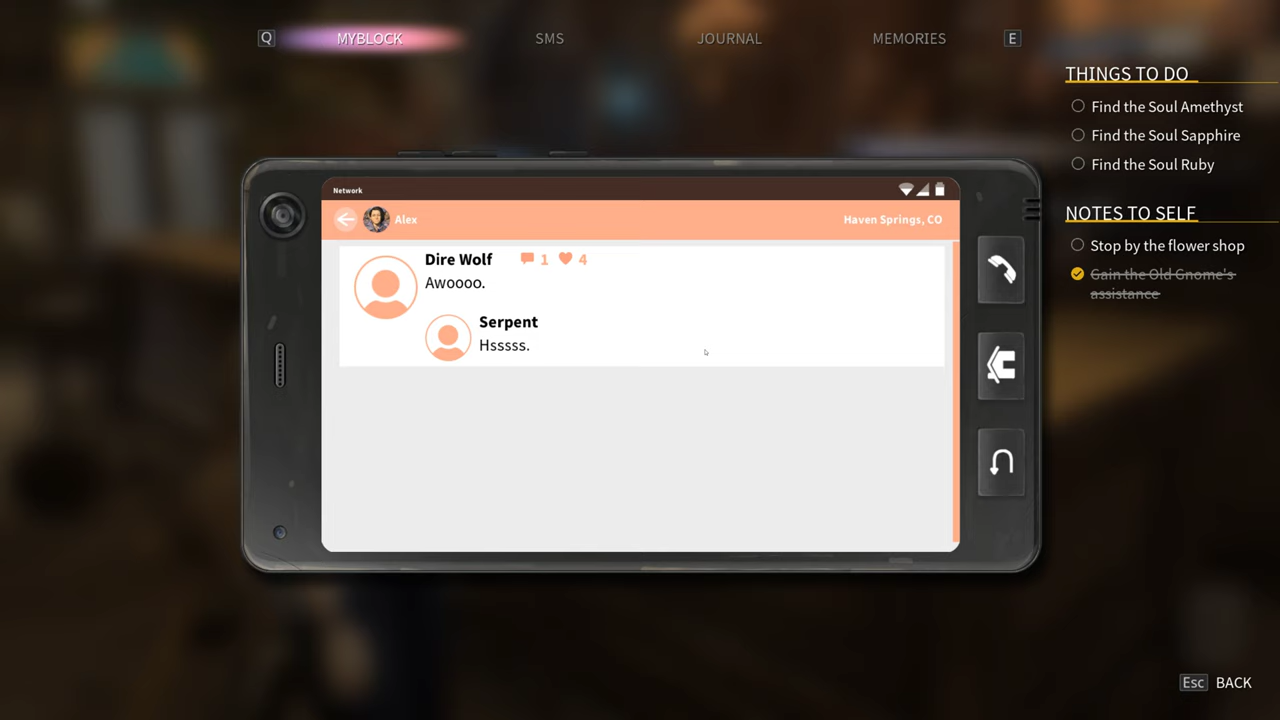 Q MYBLOCK SMS JOURNAL MEMORIES E
THINGS TO DO
Find the Soul Amethyst
Find the Soul Sapphire
Find the Soul Ruby
NOTES TO SELF
Stop by the flower shop
Gain the Old Gnome's
assistance
Network
Alex Haven Springs, CO
Dire Wolf 1 4
Awoooo.
Serpent
Hsssss.
Esc BACK